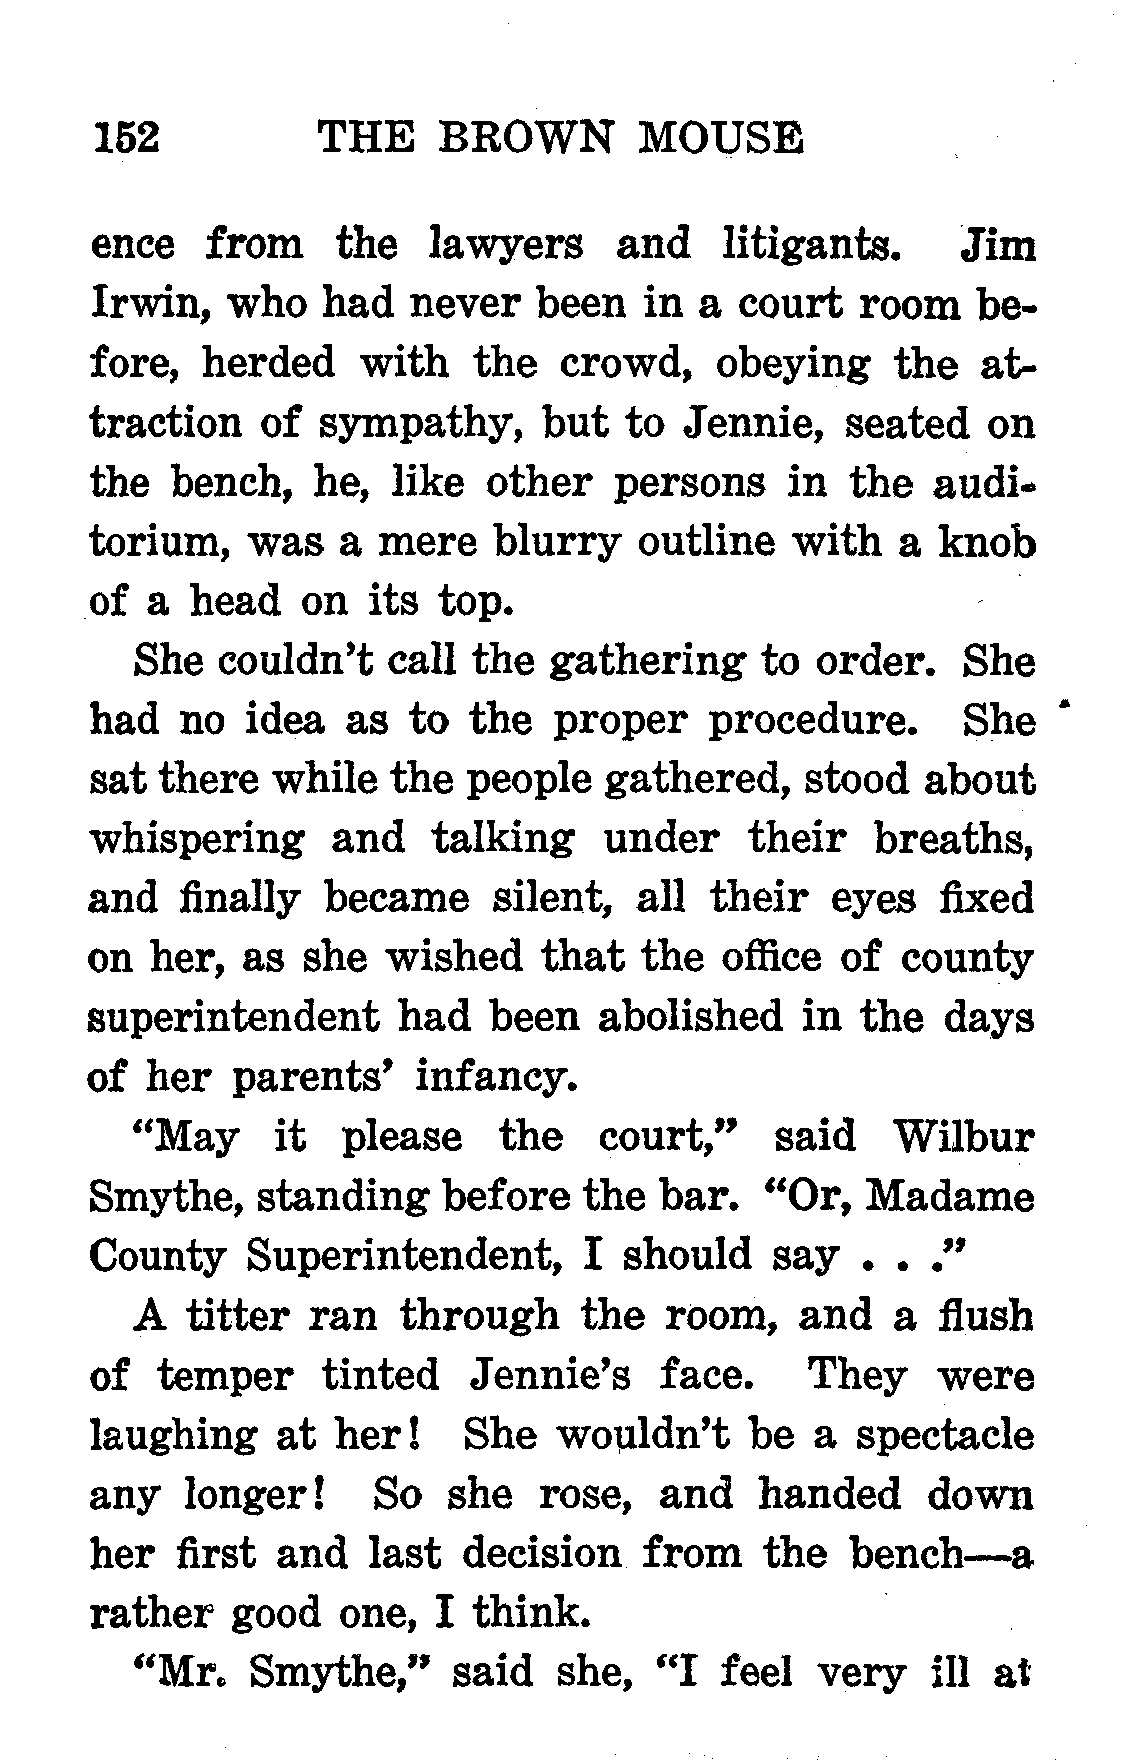 152 THE BROWN MOUSE
ence from the lawyers and litigants. Jim
Irwin, who had never been in a court room be-
fore, herded with the crowd, obeying the at-
traction of sympathy, but to Jennie, seated on
the bench, he, like other persons in the audi-
torium, was a mere blurry outline with a knob
of a head on its top.
She couldn't call the gathering to order. She
had no idea as to the proper procedure. She
sat there while the people gathered, stood about
whispering and talking under their breaths,
and finally became silent, all their eyes fixed
on her, as she wished that the office of county
superintendent had been abolished in the days
of her parents' infancy.
“May it please the court,” said Wilbur
Smythe, standing before the bar. “Or, Madame
County Superintendent, I should say . . .”
A titter ran through the room, and a flush
of temper tinted Jennie's face. They were
laughing at her! She wouldn't be a spectacle
any longer! So she rose, and handed down
her first and last decision from the bench—a
rather good one, I think.
“Mr. Smythe,” said she, “I feel very ill at